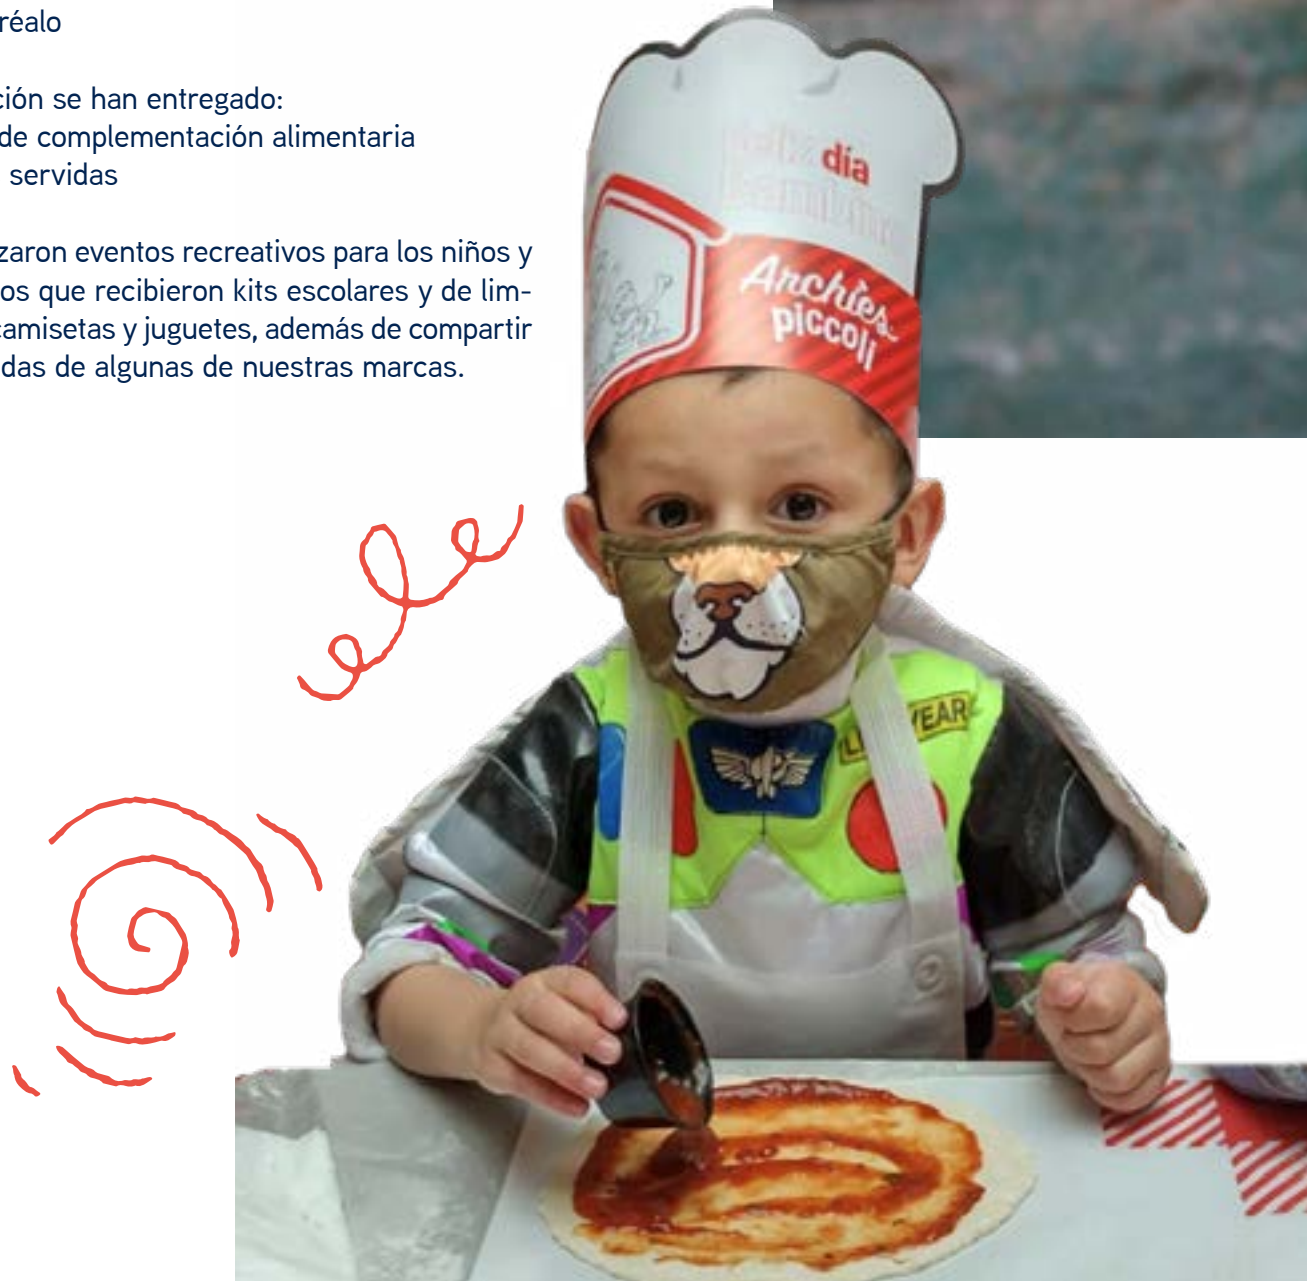 réalo
ción se han entregado:
de complementación alimentaria
servidas
zaron eventos recreativos para los niños y
os que recibieron kits escolares y de lim-
camisetas y juguetes, además de compartir
das de algunas de nuestras marcas.
día
Archies
piccoli
YEAR